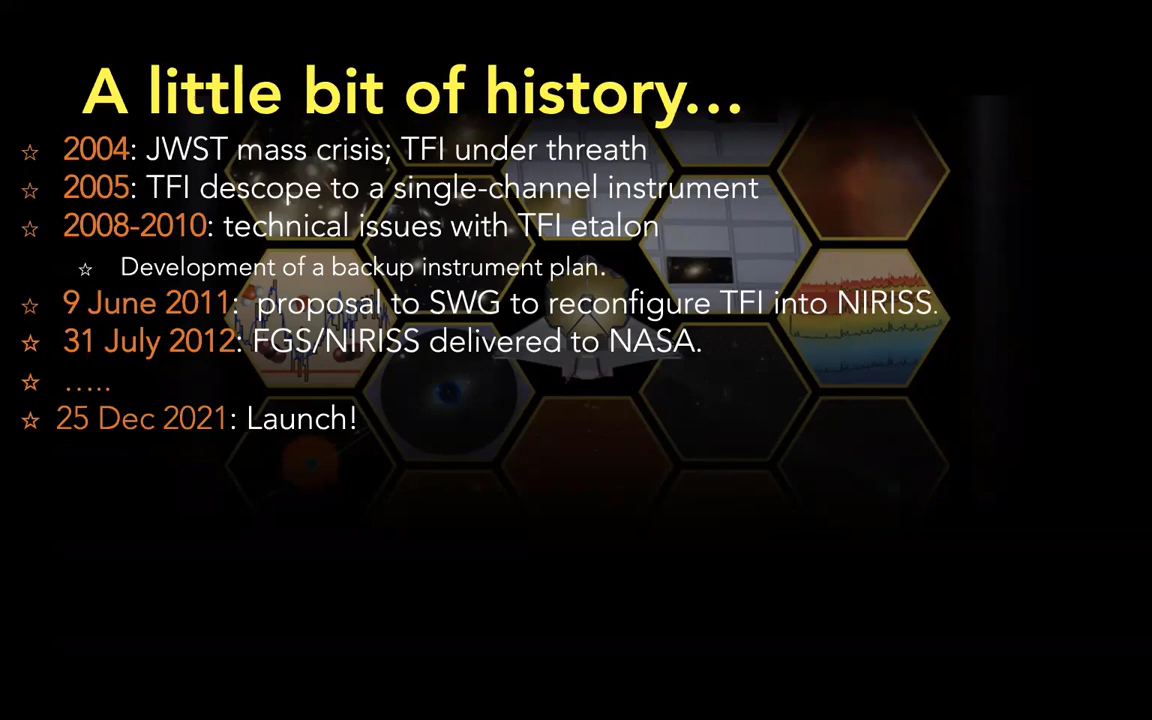 A little bit of history...
☆ 2004: JWST mass crisis; TFI under threath
☆ 2005: TFI descope to a single-channel instrument
☆ 2008-2010: technical issues with TFI etalon
☆ Development of a backup instrument plan.
☆ 9 June 2011: proposal to SWG to reconfigure TFI into NIRISS.
☆ 31 July 2012: FGS/NIRISS delivered to NASA.
☆ .....
☆ 25 Dec 2021: Launch!